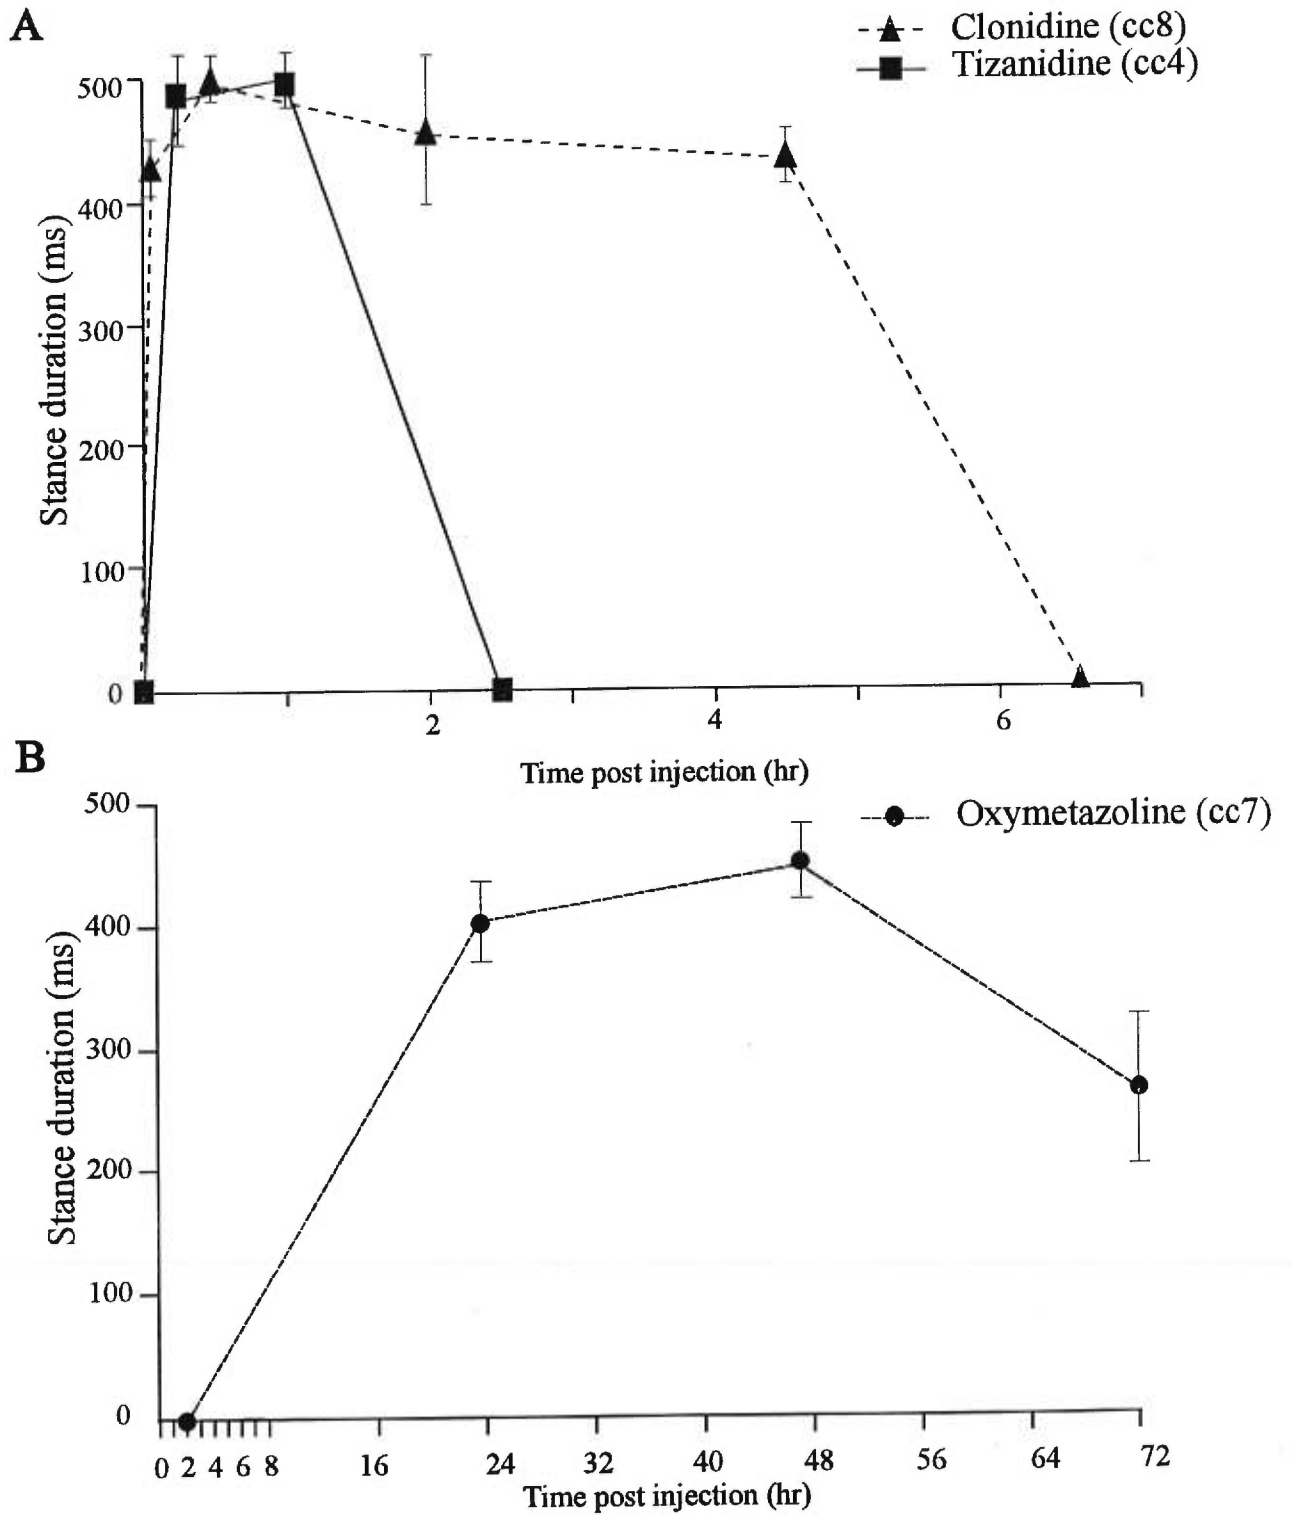 A
Clonidine (cc8)
Tizanidine (cc4)
500
400
300
200
100
0
Stance duration (ms)
2
4
6
Time post injection (hr)
B
Oxymetazoline (cc7)
500
400
300
200
100
0
Stance duration (ms)
0 2 4 6 8 16 24 32 40 48 56 64 72
Time post injection (hr)